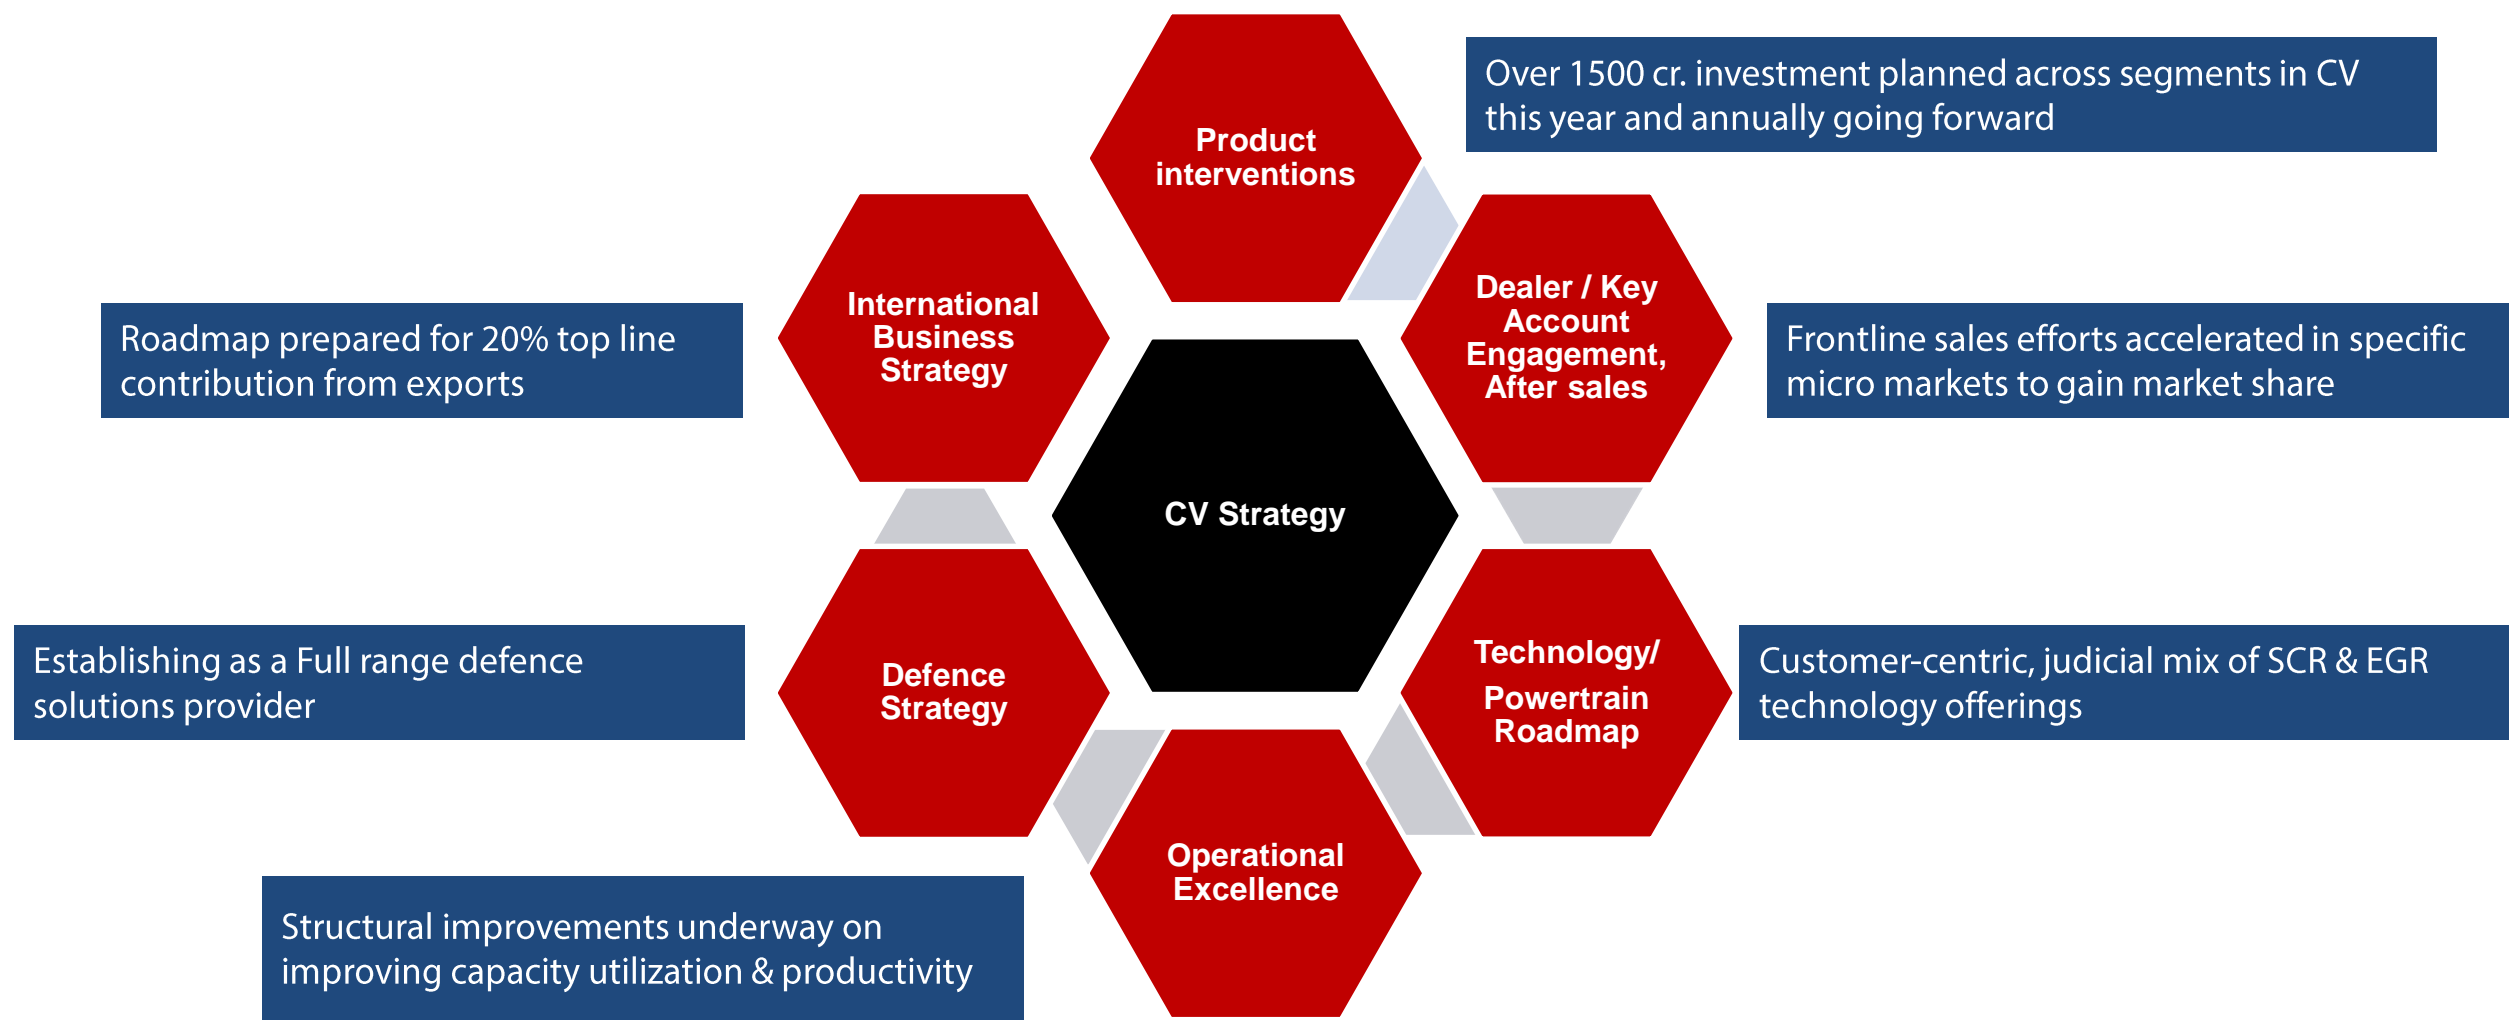 Product
interventions
Over 1500 cr. investment planned across segments in CV
this year and annually going forward
International
Business
Strategy
Roadmap prepared for 20% top line
contribution from exports
Dealer / Key
Account
Engagement,
After sales
Frontline sales efforts accelerated in specific
micro markets to gain market share
CV Strategy
Defence
Strategy
Establishing as a Full range defence
solutions provider
Technology/
Powertrain
Roadmap
Customer-centric, judicial mix of SCR & EGR
technology offerings
Operational
Excellence
Structural improvements underway on
improving capacity utilization & productivity